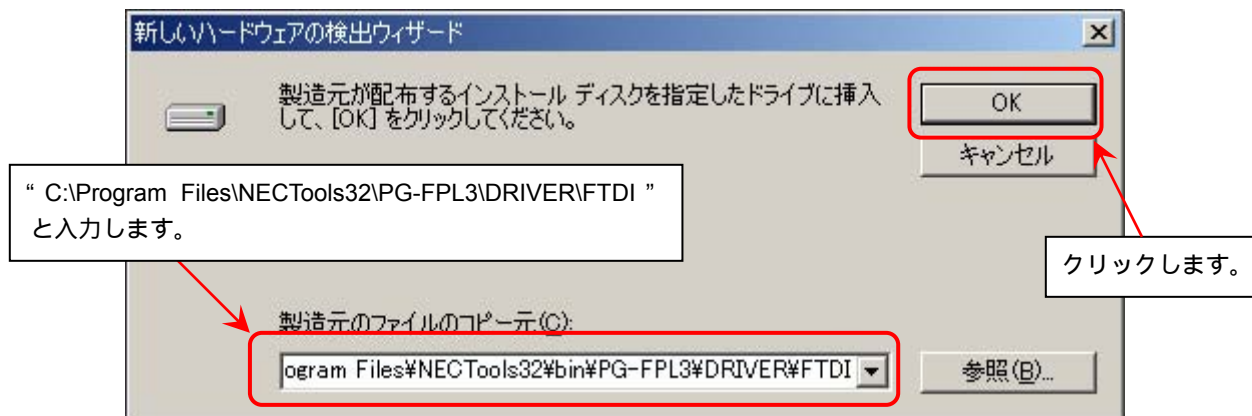 新しいハードウェアの検出ウィザード
製造元が配布するインストール ディスクを指定したドライブに挿入
して、[OK] をクリックしてください。
OK
キャンセル
“ C:\Program Files\NECTools32\PG-FPL3\DRIVER\FTDI ”
と入力します。
クリックします。
製造元のファイルのコピー元(C):
ogram Files¥NECTools32¥bin¥PG-FPL3¥DRIVER¥FTDI
参照(B)...